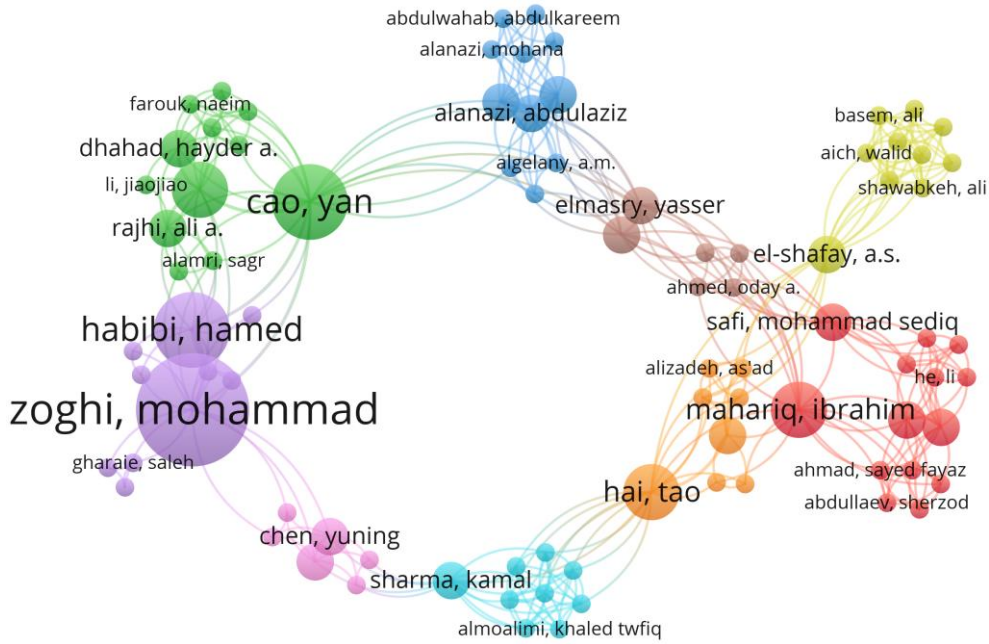 abdulwahab, abdulkareem
alanazi, mohana
farouk, naeim
alanazi, abdulaziz
basem, ali
dhahad, hayder a.
aich, walid
algelany, a.m.
li, jiaojiao
shawabkeh, ali
cao, yan
elmasry, yasser
rajhi, ali a.
el-shafay, a.s.
alamri, sagr
ahmed, oday a.
habibi, hamed
safi, mohammad sediq
alizadeh, as'ad
he, li
zoghi, mohammad
mahariq, ibrahim
gharaie, saleh
ahmad, sayed fayaz
hai, tao
abdullaev, sherzod
chen, yuning
sharma, kamal
almoalimi, khaled twfiq